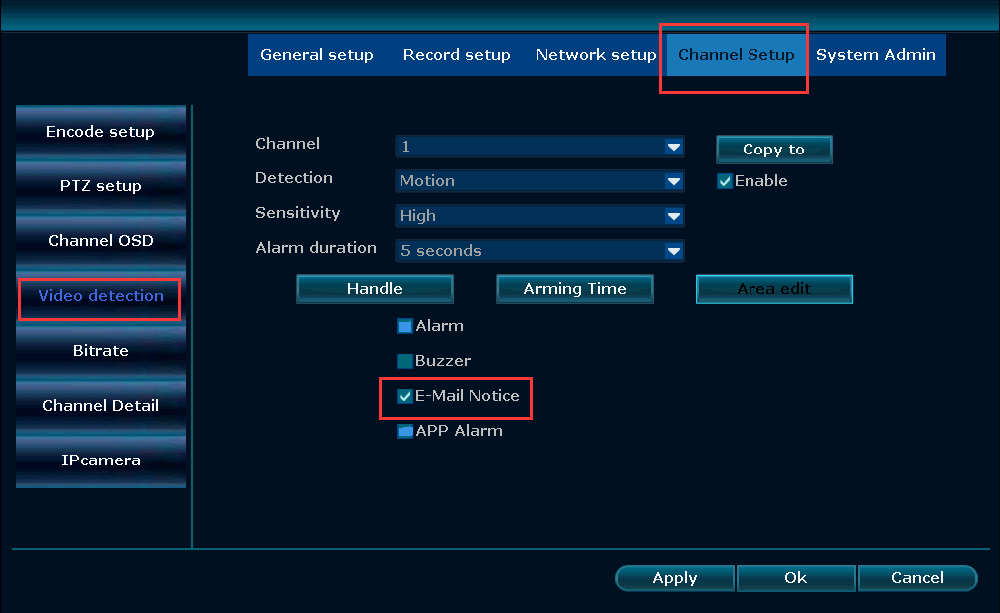 General setup Record setup Network setup Channel Setup System Admin
Encode setup
PTZ setup
Channel OSD
Video detection
Bitrate
Channel Detail
IPcamera
Channel 1 Copy to
Detection Motion Enable
Sensitivity High
Alarm duration 5 seconds
Handle Arming Time Area edit
Alarm
Buzzer
E-Mail Notice
APP Alarm
Apply Ok Cancel